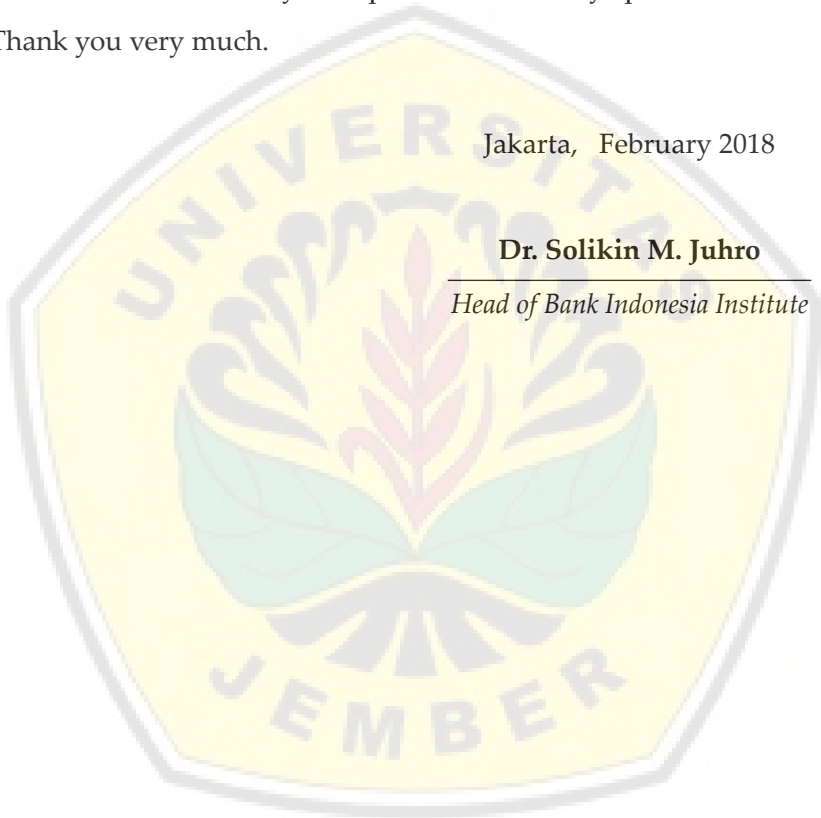 Thank you very much.
Jakarta, February 2018
Dr. Solikin M. Juhro
Head of Bank Indonesia Institute
UNIVERSITAS
JEMBER